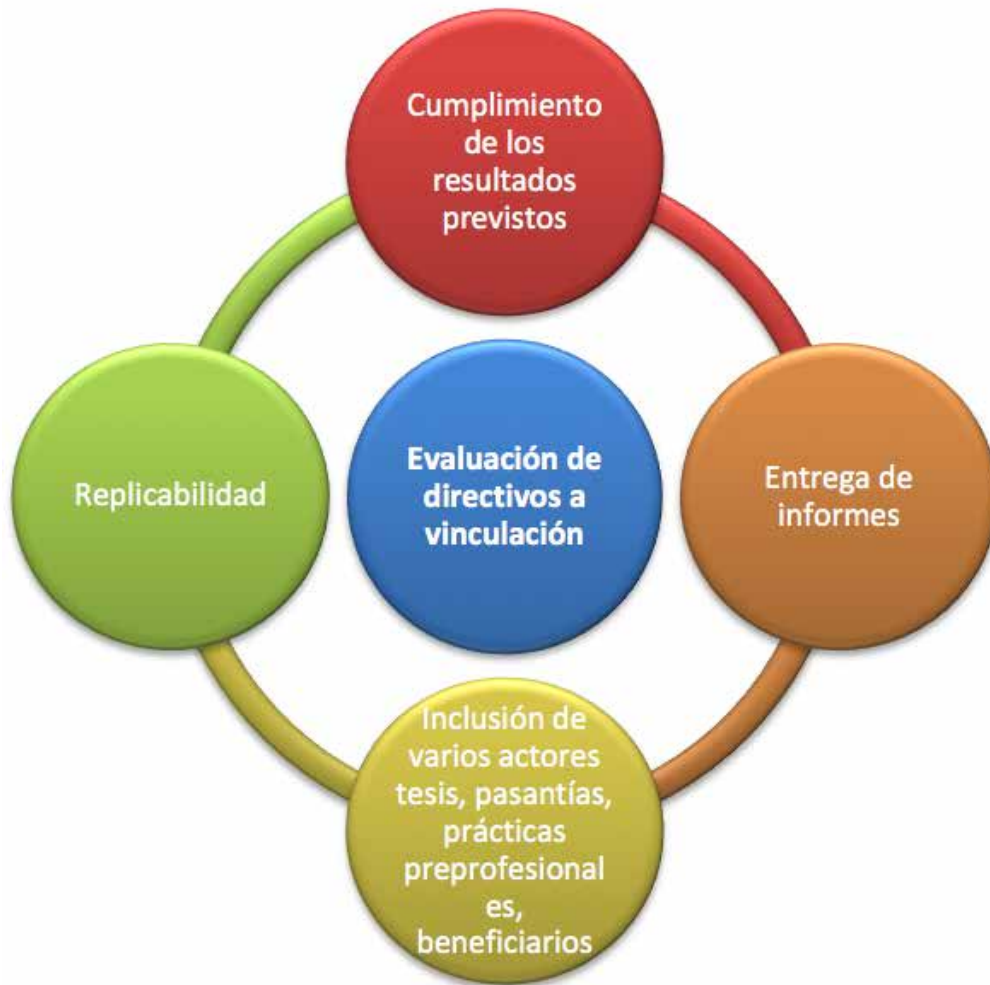 Cumplimiento
de los
resultados
previstos
Replicabilidad
Evaluación de
directivos a
vinculación
Entrega de
informes
Inclusión de
varios actores
tesis, pasantías,
prácticas
preprofesional
es,
beneficiarios